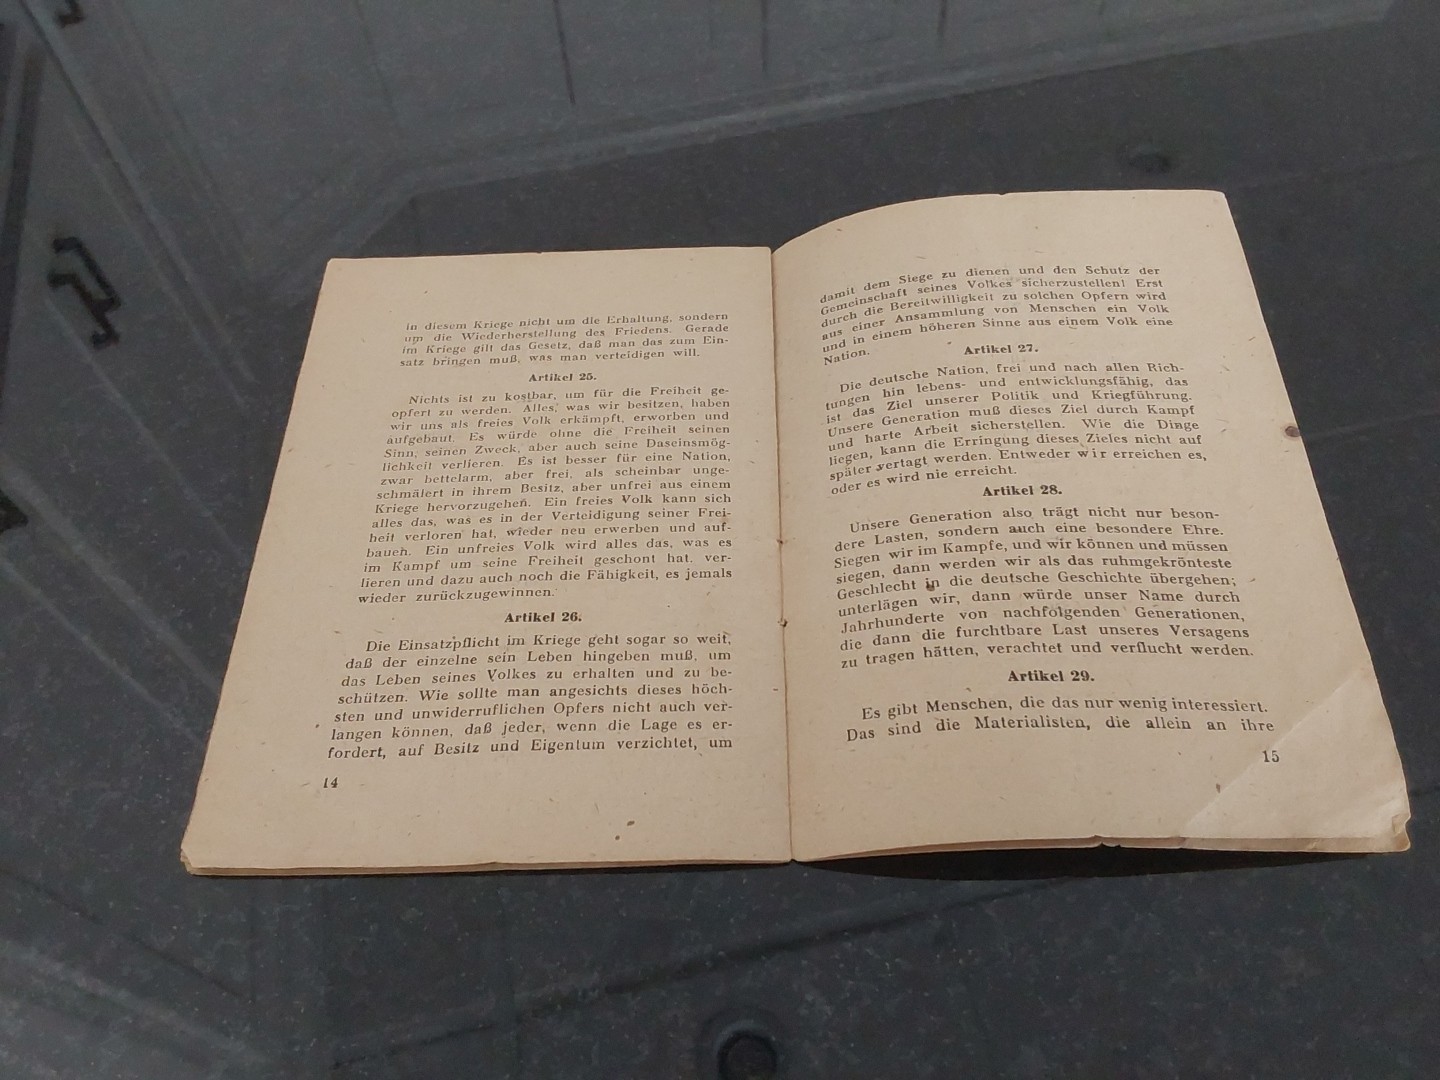 in diesem Kriege nicht um die Erhaltung, sondern
um die Wiederherstellung des Friedens. Gerade
im Kriege gilt das Gesetz, daß man das zum Ein-
satz bringen muß, was man verteidigen will.
Artikel 25.
Nichts ist zu kostbar, um für die Freiheit ge-
opfert zu werden. Alles, was wir besitzen, haben
wir uns als freies Volk erkämpft, erworben und
aufgebaut. Es würde ohne die Freiheit seinen
Sinn, seinen Zweck, aber auch seine Daseinsmög-
lichkeit verlieren. Es ist besser für eine Nation,
zwar bettelarm, aber frei, als scheinbar unge-
schmälert in ihrem Besitz, aber unfrei aus einem
Kriege hervorzugehen. Ein freies Volk kann sich
alles das, was es in der Verteidigung seiner Frei-
heit verloren hat, wieder neu erwerben und auf-
bauen. Ein unfreies Volk wird alles das, was es
im Kampf um seine Freiheit geschont hat, ver-
lieren und dazu auch noch die Fähigkeit, es jemals
wieder zurückzugewinnen.
Artikel 26.
Die Einsatzpflicht im Kriege geht sogar so weit,
daß der einzelne sein Leben hingeben muß, um
das Leben seines Volkes zu erhalten und zu be-
schützen. Wie sollte man angesichts dieses höch-
sten und unwiderruflichen Opfers nicht auch ver-
langen können, daß jeder, wenn die Lage es er-
fordert, auf Besitz und Eigentum verzichtet, um
14
damit dem Siege zu dienen und den Schutz der
Gemeinschaft seines Volkes sicherzustellen! Erst
durch die Bereitwilligkeit zu solchen Opfern wird
aus einer Ansammlung von Menschen ein Volk
und in einem höheren Sinne aus einem Volk eine
Nation.
Artikel 27.
Die deutsche Nation, frei und nach allen Rich-
tungen hin lebens- und entwicklungsfähig, das
ist das Ziel unserer Politik und Kriegführung.
Unsere Generation muß dieses Ziel durch Kampf
und harte Arbeit sicherstellen. Wie die Dinge
liegen, kann die Erringung dieses Zieles nicht auf
später vertagt werden. Entweder wir erreichen es,
oder es wird nie erreicht.
Artikel 28.
Unsere Generation also trägt nicht nur beson-
dere Lasten, sondern auch eine besondere Ehre.
Siegen wir im Kampfe, und wir können und müssen
siegen, dann werden wir als das ruhmgekrönteste
Geschlecht in die deutsche Geschichte übergehen;
unterlägen wir, dann würde unser Name durch
Jahrhunderte von nachfolgenden Generationen,
die dann die furchtbare Last unseres Versagens
zu tragen hätten, verachtet und verflucht werden.
Artikel 29.
Es gibt Menschen, die das nur wenig interessiert.
Das sind die Materialisten, die allein an ihre
15